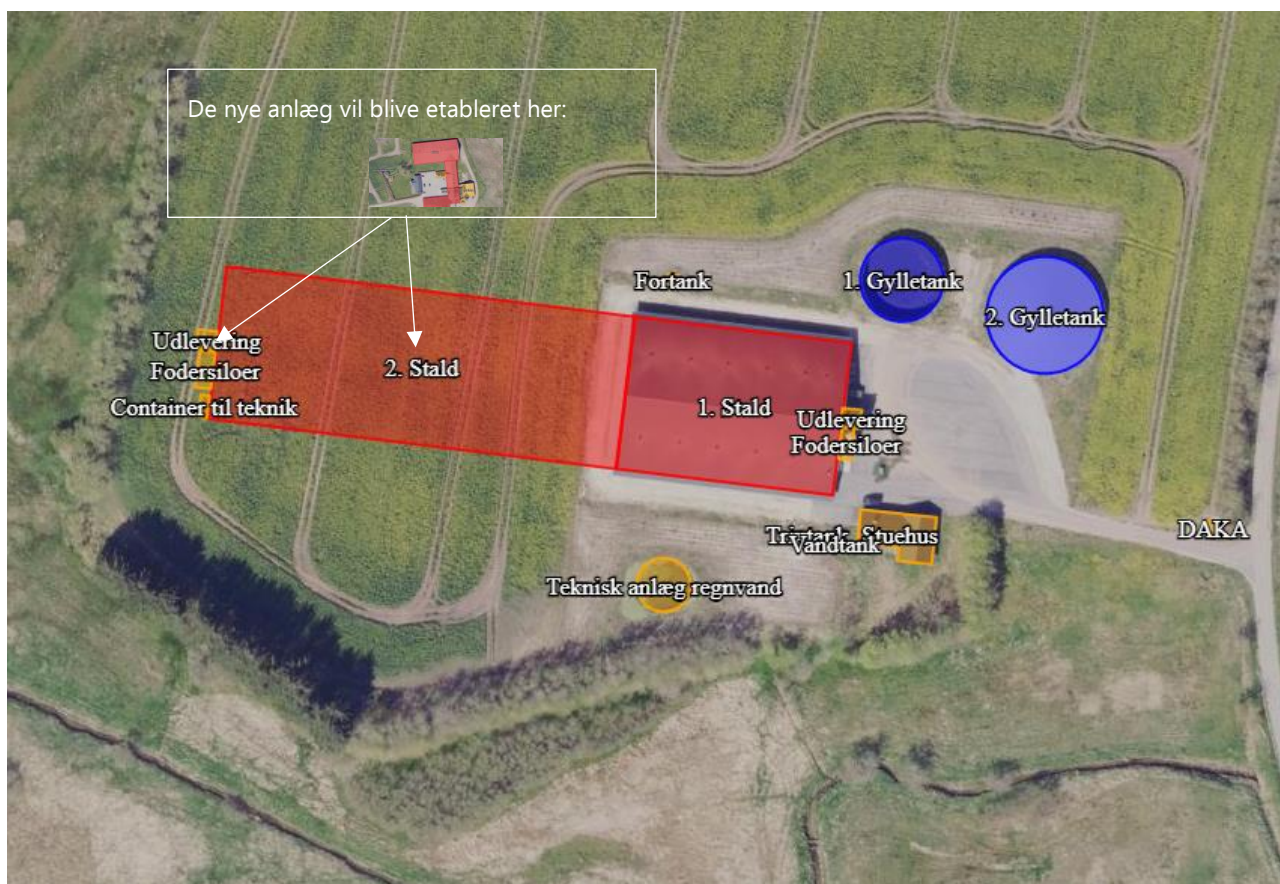 De nye anlæg vil blive etableret her:
Fortank
1. Gylletank
2. Gylletank
Udlevering
Fodersiloer
Container til teknik
2. Stald
1. Stald
Udlevering
Fodersiloer
Trixtank Stuehus
Vandtank
DAKA
Teknisk anlæg regnvand